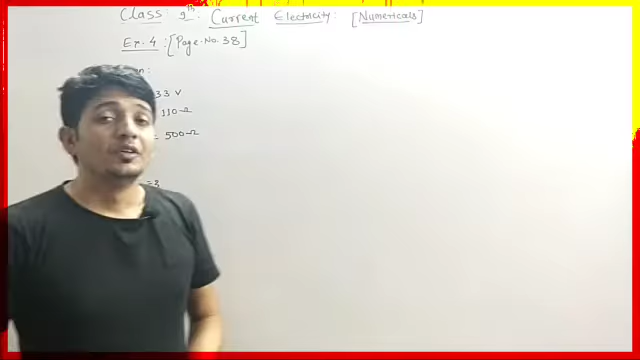 Class 9th: Current Electricity: [Numericals]
Ex. 4 : [Page No. 38]
33 V
110 Ω
= 500 Ω